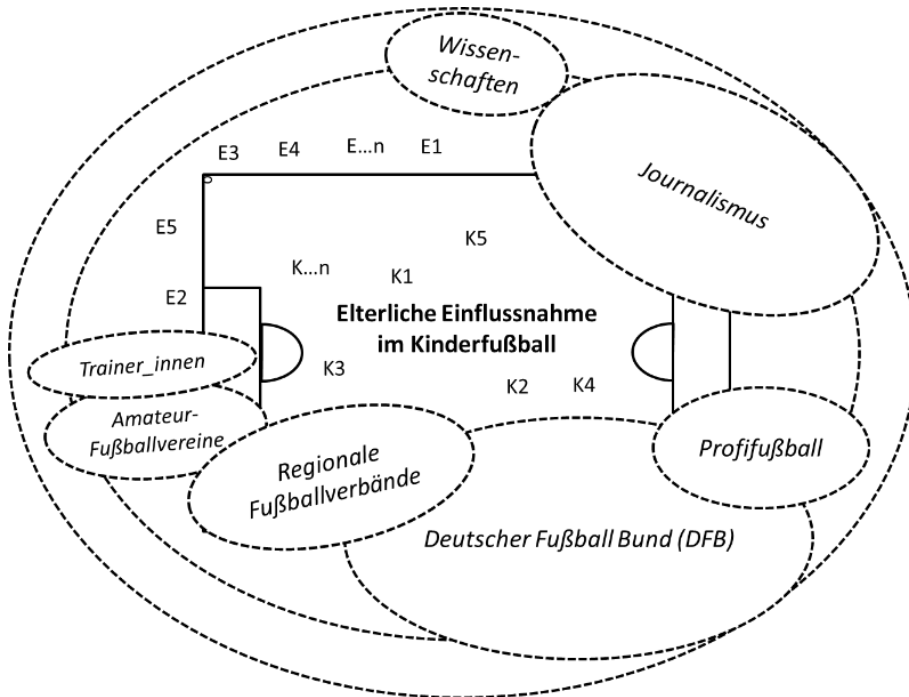 Wissen-
schaften
E3 E4 E...n E1
Journalismus
E5
K5
K...n K1
E2
Elterliche Einflussnahme
im Kinderfußball
Trainer_innen
K3
K2 K4
Amateur-
Fußballvereine
Regionale
Fußballverbände
Profifußball
Deutscher Fußball Bund (DFB)